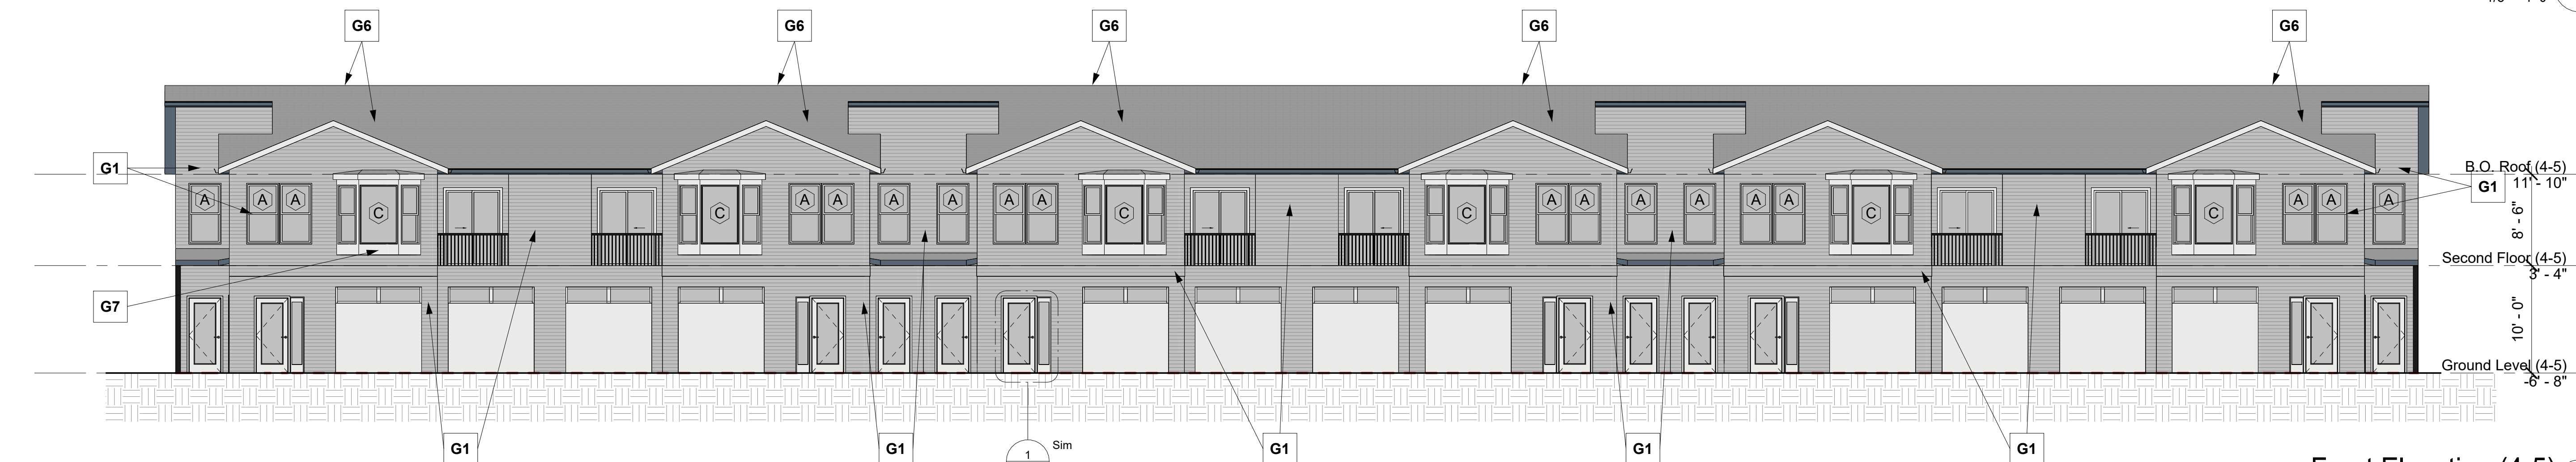 G6
G6
G6
G6
G6
G1
B.O. Roof (4-5)
11' - 10"
G1
A
A
A
C
C
A
A
A
A
A
A
C
C
A
A
A
A
A
A
C
C
A
A
A
8' - 6"
Second Floor (4-5)
3' - 4"
G7
10' - 0"
Ground Level (4-5)
-6' - 8"
G1
G1
1
Sim
G1
G1
G1